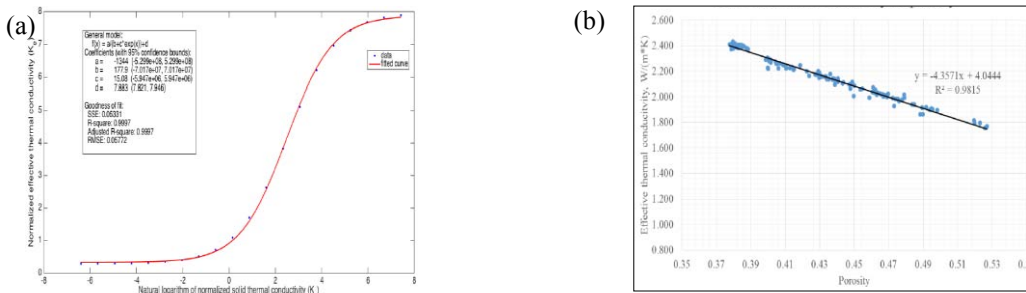 (a)
8
7
6
5
4
3
2
1
0
Normalized effective thermal conductivity (K
General model:
f(x) = a/(b+c*exp(x))+d
Coefficients (with 95% confidence bounds):
a = -1344 (-5.299e+08, 5.299e+08)
b = 177.9 (-7.017e+07, 7.017e+07)
c = 15.08 (-5.947e+06, 5.947e+06)
d = 7.883 (7.821, 7.946)
Goodness of fit:
SSE: 0.05331
R-square: 0.9997
Adjusted R-square: 0.9997
RMSE: 0.05772
data
fitted curve
-8 -6 -4 -2 0 2 4 6 8
Natural logarithm of normalized solid thermal conductivity (K
(b)
2.600
2.400
2.200
2.000
1.800
1.600
1.400
1.200
1.000
0.800
Effective thermal conducitvity, W/(m*K)
y = -4.3571x + 4.0444
R² = 0.9815
0.35 0.37 0.39 0.41 0.43 0.45 0.47 0.49 0.51 0.53
Porosity